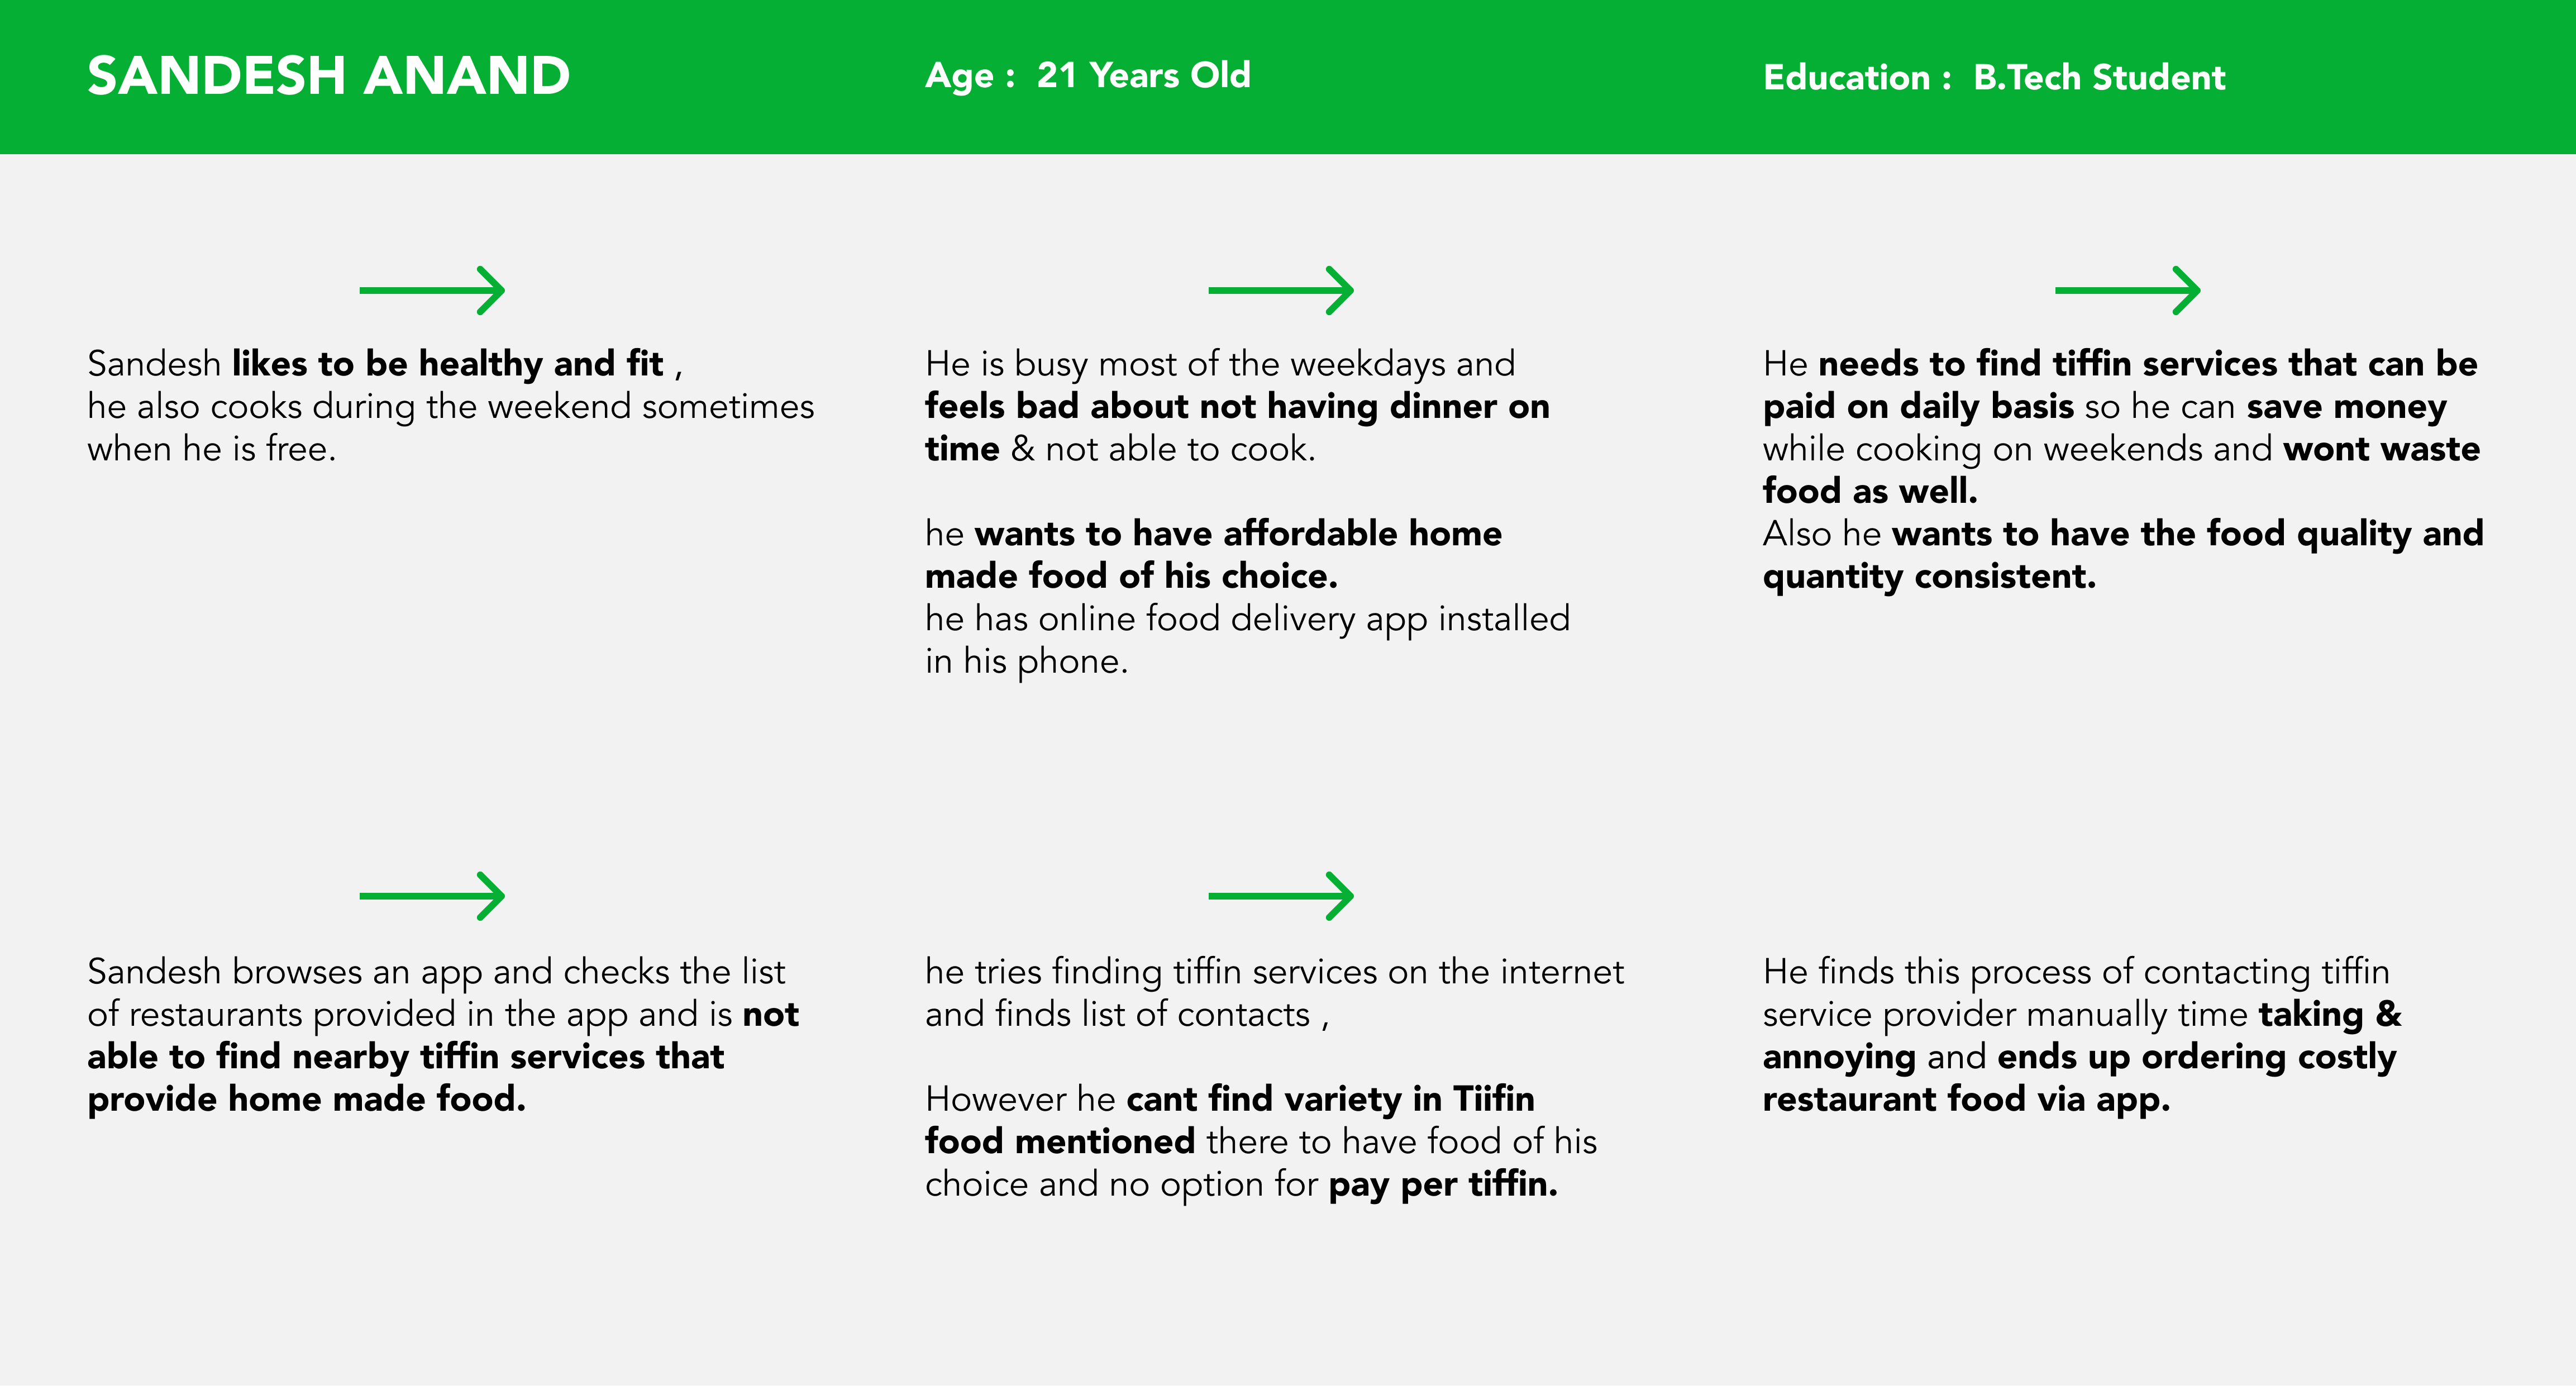 SANDESH ANAND
Age : 21 Years Old
Education : B.Tech Student
Sandesh likes to be healthy and fit ,
he also cooks during the weekend sometimes
when he is free.
He is busy most of the weekdays and
feels bad about not having dinner on
time & not able to cook.
he wants to have affordable home
made food of his choice.
he has online food delivery app installed
in his phone.
He needs to find tiffin services that can be
paid on daily basis so he can save money
while cooking on weekends and wont waste
food as well.
Also he wants to have the food quality and
quantity consistent.
Sandesh browses an app and checks the list
of restaurants provided in the app and is not
able to find nearby tiffin services that
provide home made food.
he tries finding tiffin services on the internet
and finds list of contacts ,
However he cant find variety in Tiifin
food mentioned there to have food of his
choice and no option for pay per tiffin.
He finds this process of contacting tiffin
service provider manually time taking &
annoying and ends up ordering costly
restaurant food via app.